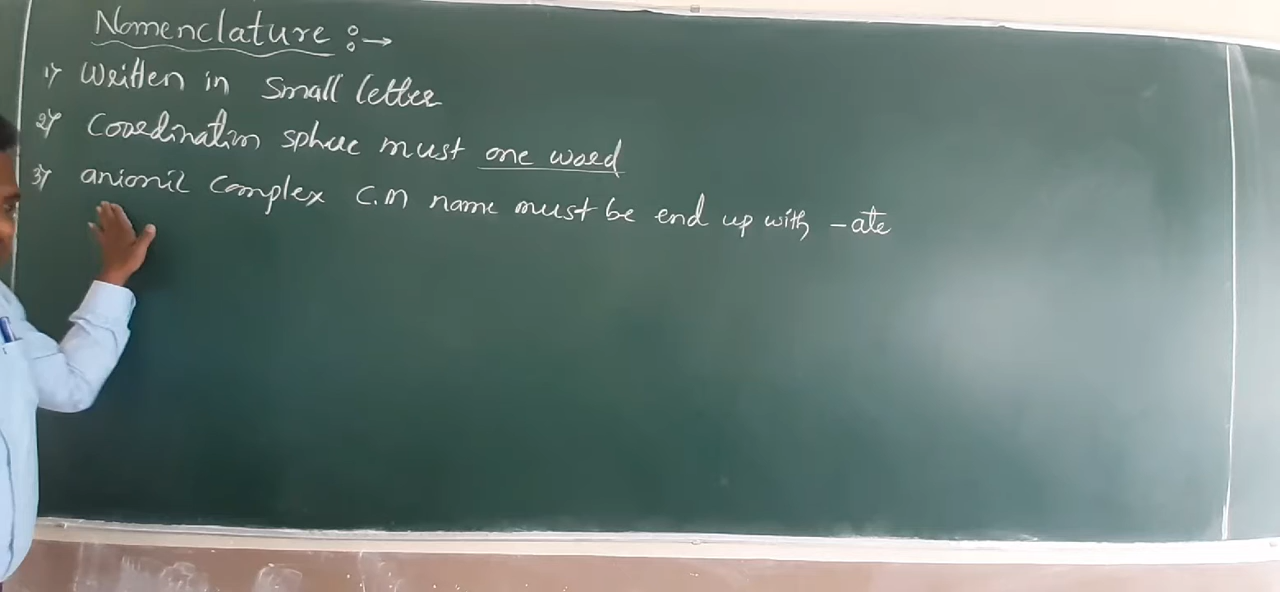 Nomenclature :→
1) Written in small letter
2) Coordination sphere must one word
3) anionic complex C.M name must be end up with -ate